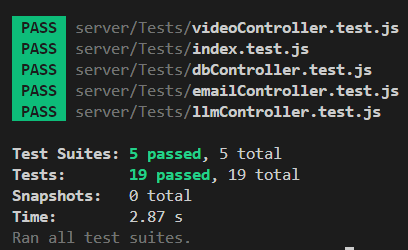 PASS server/Tests/videoController.test.js
PASS server/Tests/index.test.js
PASS server/Tests/dbController.test.js
PASS server/Tests/emailController.test.js
PASS server/Tests/llmController.test.js
Test Suites: 5 passed, 5 total
Tests: 19 passed, 19 total
Snapshots: 0 total
Time: 2.87 s
Ran all test suites.